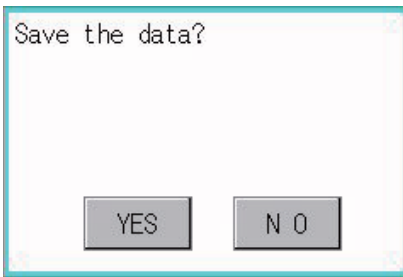 Save the data?
YES
N O